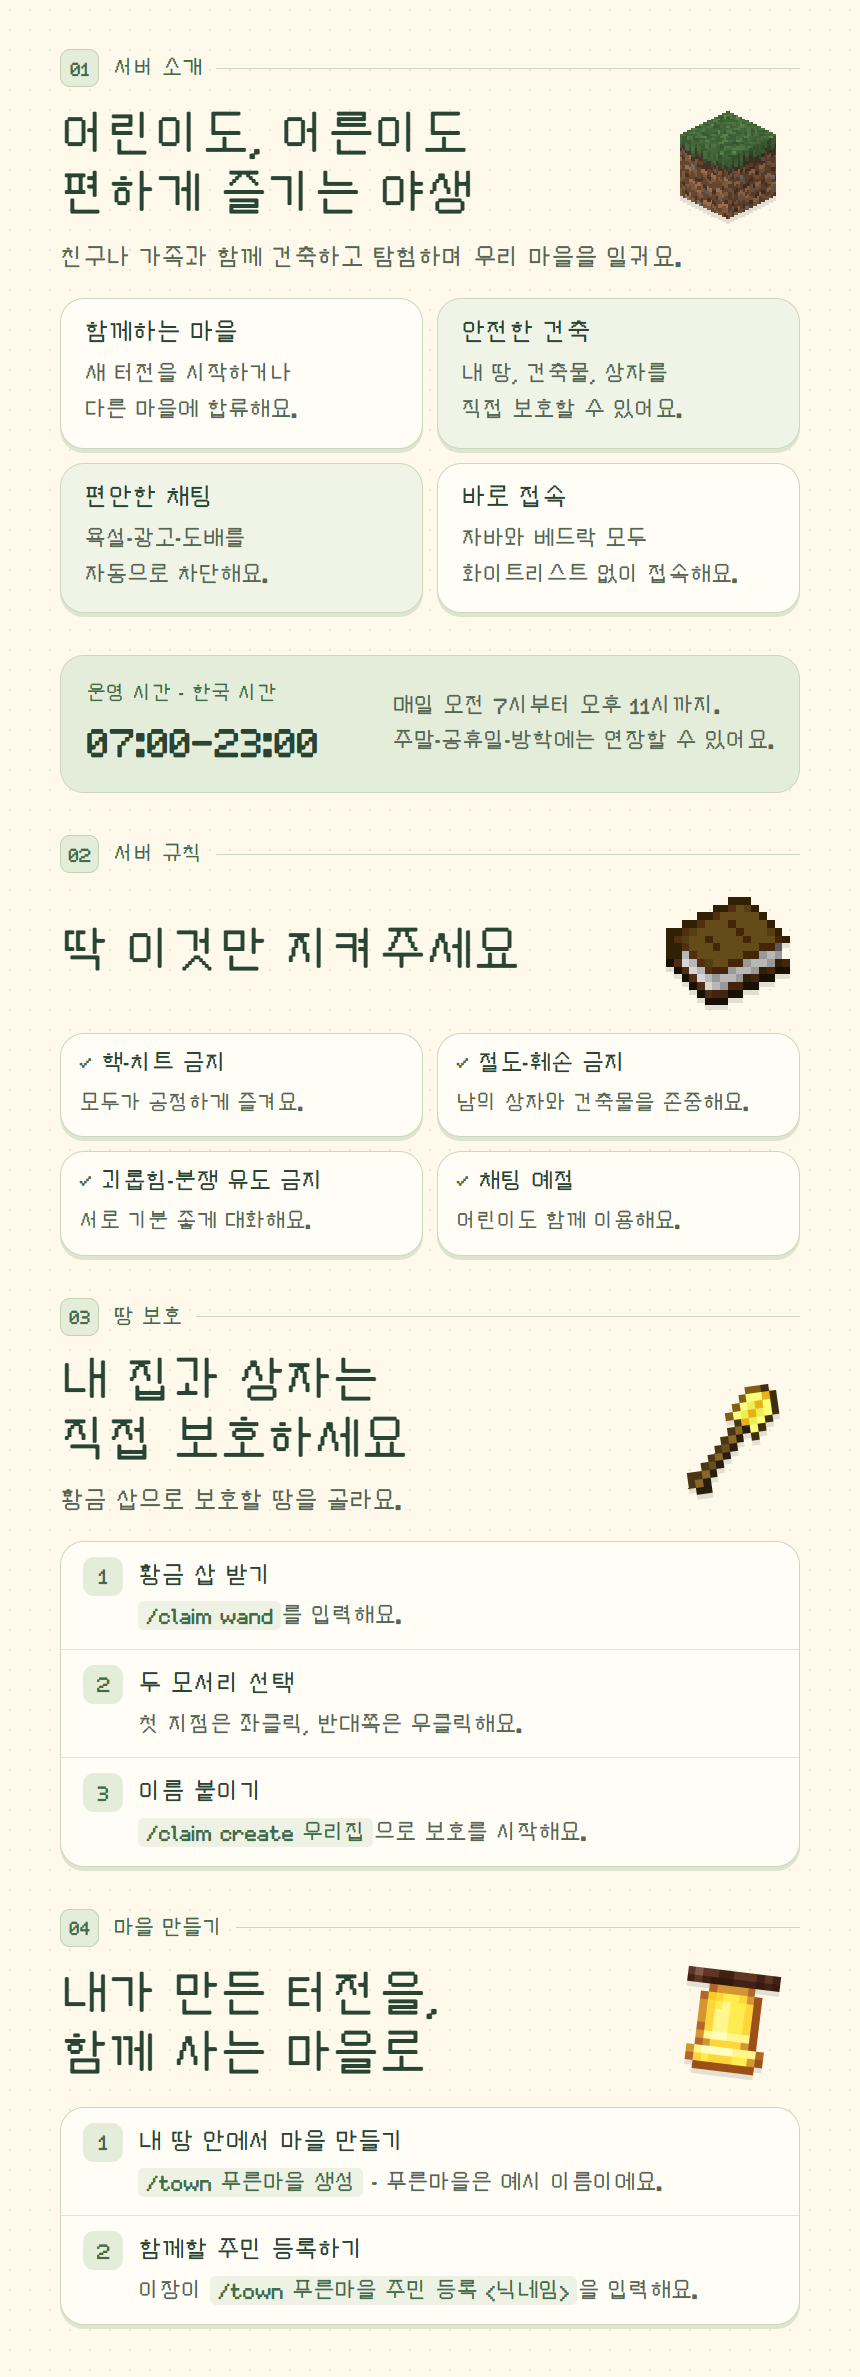 01 서버 소개
어린이도, 어른이도
편하게 즐기는 야생
친구나 가족과 함께 건축하고 탐험하며 우리 마을을 일궈요.
함께하는 마을
새 터전을 시작하거나
다른 마을에 합류해요.
안전한 건축
내 땅, 건축물, 상자를
직접 보호할 수 있어요.
편안한 채팅
욕설·광고·도배를
자동으로 차단해요.
바로 접속
자바와 베드락 모두
화이트리스트 없이 접속해요.
운영 시간 · 한국 시간
07:00–23:00
매일 오전 7시부터 오후 11시까지.
주말·공휴일·방학에는 연장할 수 있어요.
02 서버 규칙
딱 이것만 지켜주세요
✓ 핵·치트 금지
모두가 공정하게 즐겨요.
✓ 절도·훼손 금지
남의 상자와 건축물을 존중해요.
✓ 괴롭힘·분쟁 유도 금지
서로 기분 좋게 대화해요.
✓ 채팅 예절
어린이도 함께 이용해요.
03 땅 보호
내 집과 상자는
직접 보호하세요
황금 삽으로 보호할 땅을 골라요.
1 황금 삽 받기
/claim wand 를 입력해요.
2 두 모서리 선택
첫 지점은 좌클릭, 반대쪽은 우클릭해요.
3 이름 붙이기
/claim create 우리집 으로 보호를 시작해요.
04 마을 만들기
내가 만든 터전을,
함께 사는 마을로
1 내 땅 안에서 마을 만들기
/town 푸른마을 생성 · 푸른마을은 예시 이름이에요.
2 함께할 주민 등록하기
이장이 /town 푸른마을 주민 등록 <닉네임> 을 입력해요.